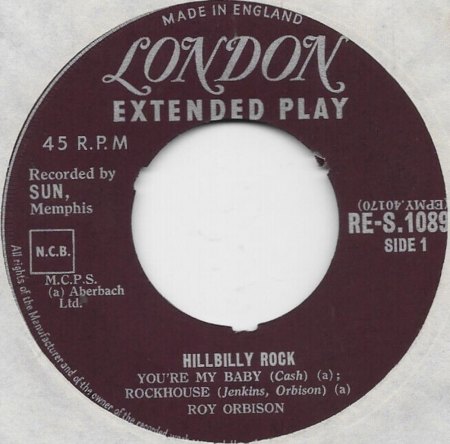 MADE IN ENGLAND
LONDON
EXTENDED PLAY
45 R.P.M
Recorded by
SUN,
Memphis
(EPMY.40170)
RE-S.1089
SIDE 1
N.C.B.
M.C.P.S.
(a) Aberbach
Ltd.
HILLBILLY ROCK
YOU'RE MY BABY (Cash) (a);
ROCKHOUSE (Jenkins, Orbison) (a)
ROY ORBISON
All rights of the Manufacturer and of the owner of the recorded work